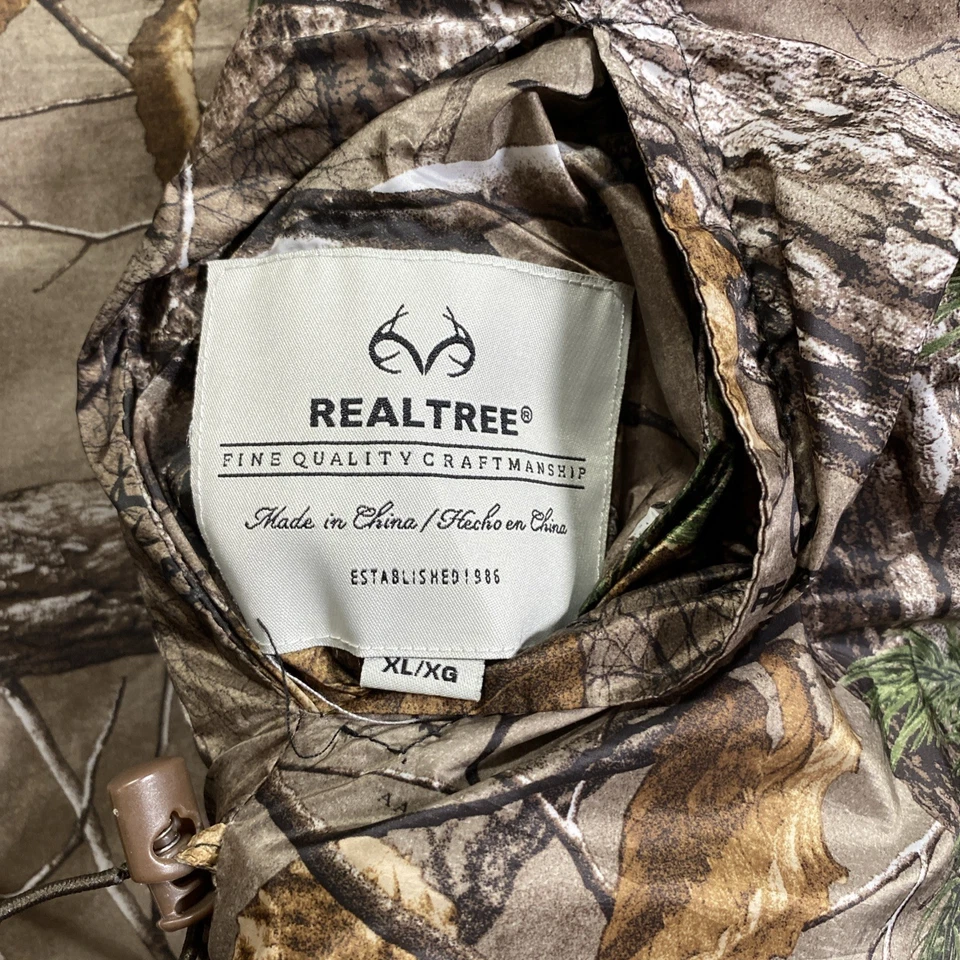 REALTREE®
FINE QUALITY CRAFTMANSHIP
Made in China / Hecho en China
ESTABLISHED 1986
XL/XG